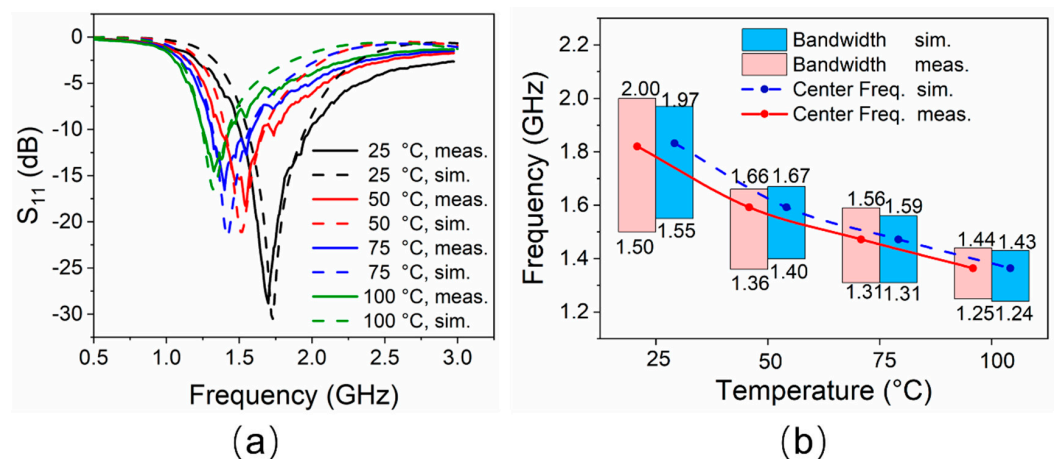 0
-5
-10
-15
-20
-25
-30
S11 (dB)
25 °C, meas.
25 °C, sim.
50 °C, meas.
50 °C, sim.
75 °C, meas.
75 °C, sim.
100 °C, meas.
100 °C, sim.
0.5 1.0 1.5 2.0 2.5 3.0
Frequency (GHz)
(a)
2.2
2.0
1.8
1.6
1.4
1.2
Frequency (GHz)
Bandwidth sim.
Bandwidth meas.
Center Freq. sim.
Center Freq. meas.
2.00 1.97
1.50 1.55
1.66 1.67
1.36 1.40
1.56 1.59
1.31 1.31
1.44 1.43
1.25 1.24
25 50 75 100
Temperature (°C)
(b)